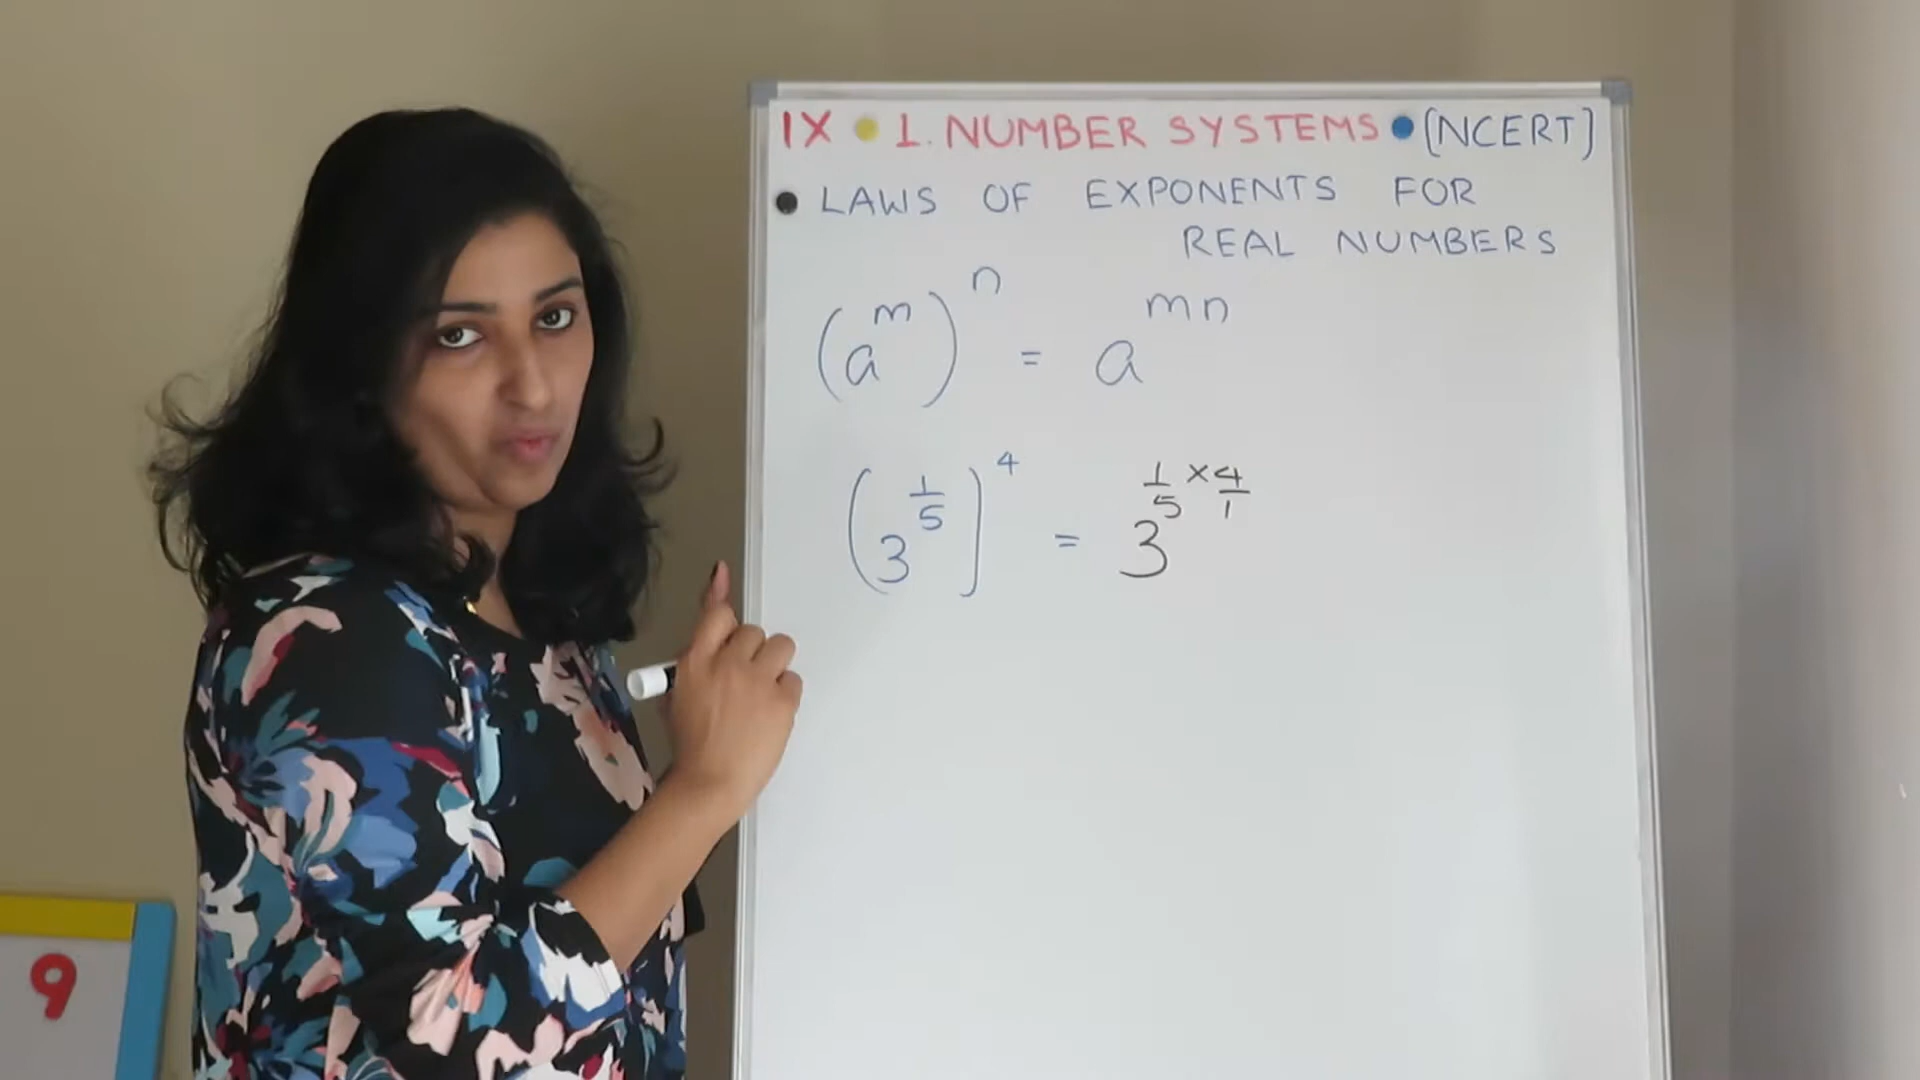 IX • 1. NUMBER SYSTEMS • (NCERT)
• LAWS OF EXPONENTS FOR
REAL NUMBERS
(a^m)^n = a^mn
(3^1/5)^4 = 3^1/5 × 4/1
9